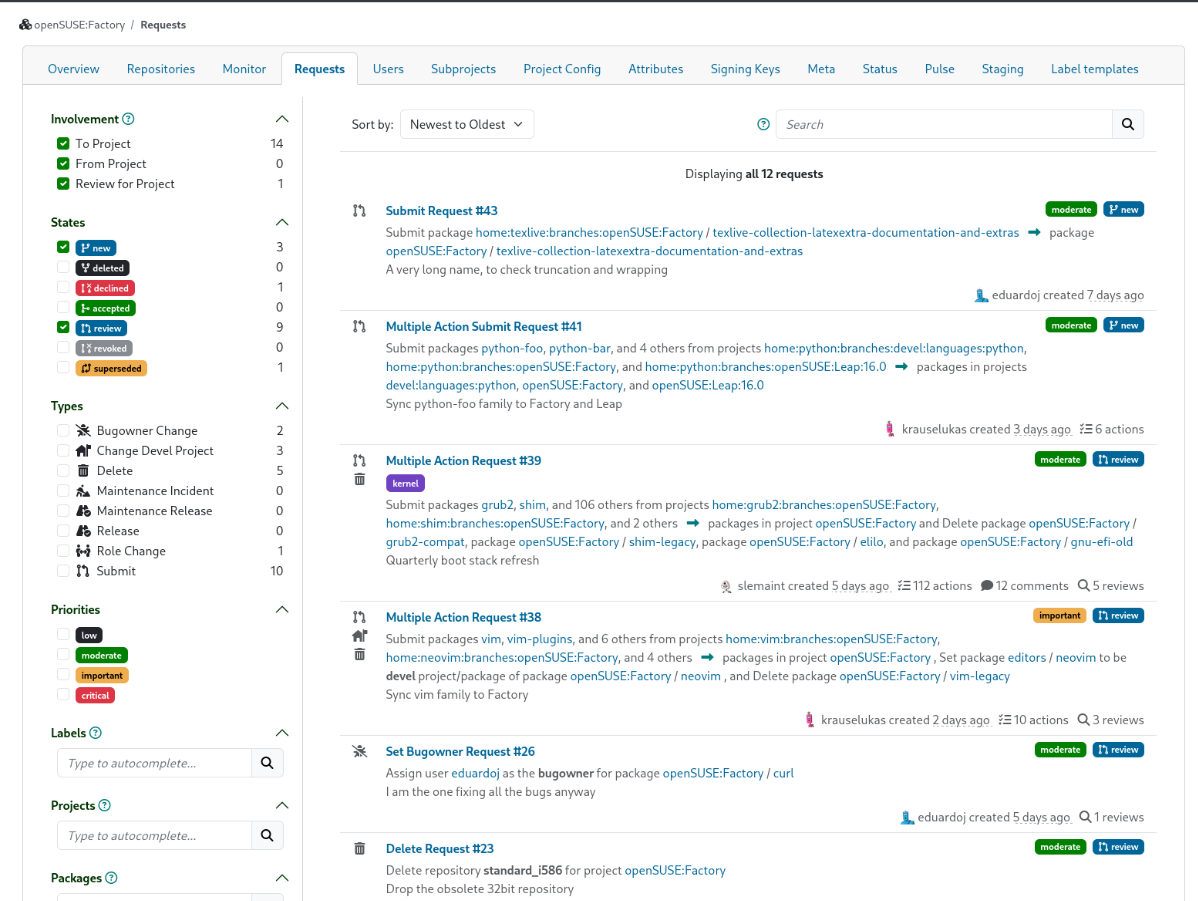 openSUSE:Factory / Requests
Overview Repositories Monitor Requests Users Subprojects Project Config Attributes Signing Keys Meta Status Pulse Staging Label templates
Involvement
To Project 14
From Project 0
Review for Project 1
States
new 3
deleted 0
declined 1
accepted 0
review 9
revoked 0
superseded 1
Types
Bugowner Change 2
Change Devel Project 3
Delete 5
Maintenance Incident 0
Maintenance Release 0
Release 0
Role Change 1
Submit 10
Priorities
low
moderate
important
critical
Labels
Type to autocomplete...
Projects
Type to autocomplete...
Packages
Sort by: Newest to Oldest
Search
Displaying all 12 requests
Submit Request #43 moderate new
Submit package home:texlive:branches:openSUSE:Factory / texlive-collection-latexextra-documentation-and-extras → package
openSUSE:Factory / texlive-collection-latexextra-documentation-and-extras
A very long name, to check truncation and wrapping
eduardoj created 7 days ago
Multiple Action Submit Request #41 moderate new
Submit packages python-foo, python-bar, and 4 others from projects home:python:branches:devel:languages:python,
home:python:branches:openSUSE:Factory, and home:python:branches:openSUSE:Leap:16.0 → packages in projects
devel:languages:python, openSUSE:Factory, and openSUSE:Leap:16.0
Sync python-foo family to Factory and Leap
krauselukas created 3 days ago 6 actions
Multiple Action Request #39 moderate review
kernel
Submit packages grub2, shim, and 106 others from projects home:grub2:branches:openSUSE:Factory,
home:shim:branches:openSUSE:Factory, and 2 others → packages in project openSUSE:Factory and Delete package openSUSE:Factory /
grub2-compat, package openSUSE:Factory / shim-legacy, package openSUSE:Factory / elilo, and package openSUSE:Factory / gnu-efi-old
Quarterly boot stack refresh
slemaint created 5 days ago 112 actions 12 comments 5 reviews
Multiple Action Request #38 important review
Submit packages vim, vim-plugins, and 6 others from projects home:vim:branches:openSUSE:Factory,
home:neovim:branches:openSUSE:Factory, and 4 others → packages in project openSUSE:Factory , Set package editors / neovim to be
devel project/package of package openSUSE:Factory / neovim , and Delete package openSUSE:Factory / vim-legacy
Sync vim family to Factory
krauselukas created 2 days ago 10 actions 3 reviews
Set Bugowner Request #26 moderate review
Assign user eduardoj as the bugowner for package openSUSE:Factory / curl
I am the one fixing all the bugs anyway
eduardoj created 5 days ago 1 reviews
Delete Request #23 moderate review
Delete repository standard_i586 for project openSUSE:Factory
Drop the obsolete 32bit repository